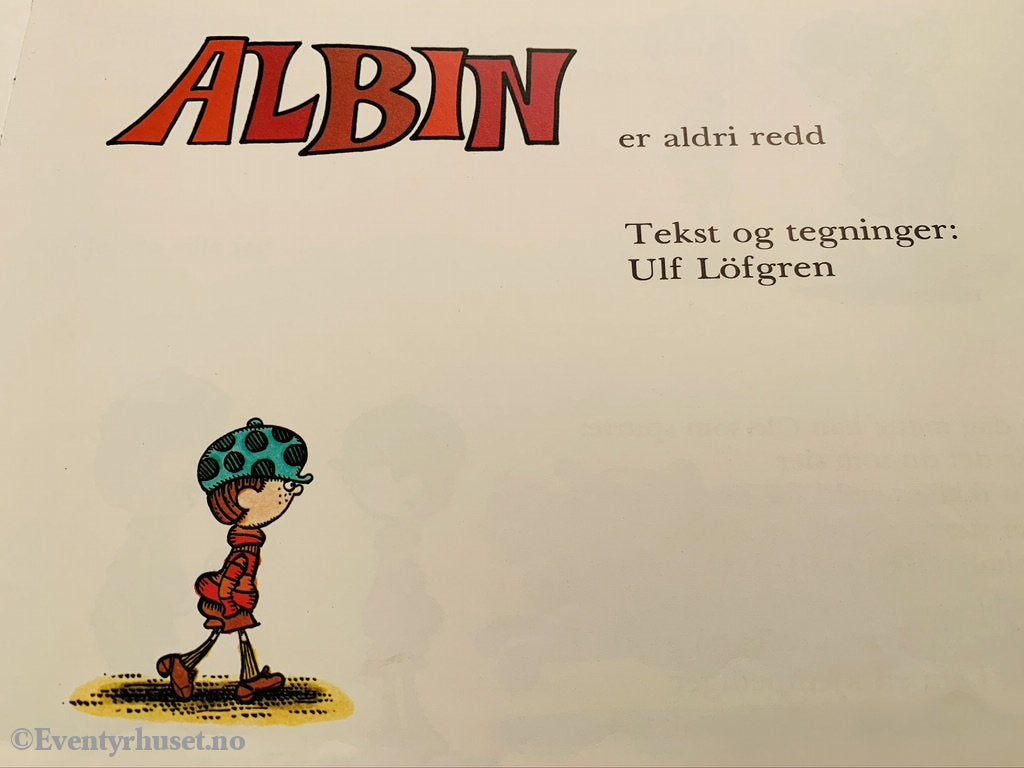 ALBIN
er aldri redd
Tekst og tegninger:
Ulf Löfgren
©Eventyrhuset.no